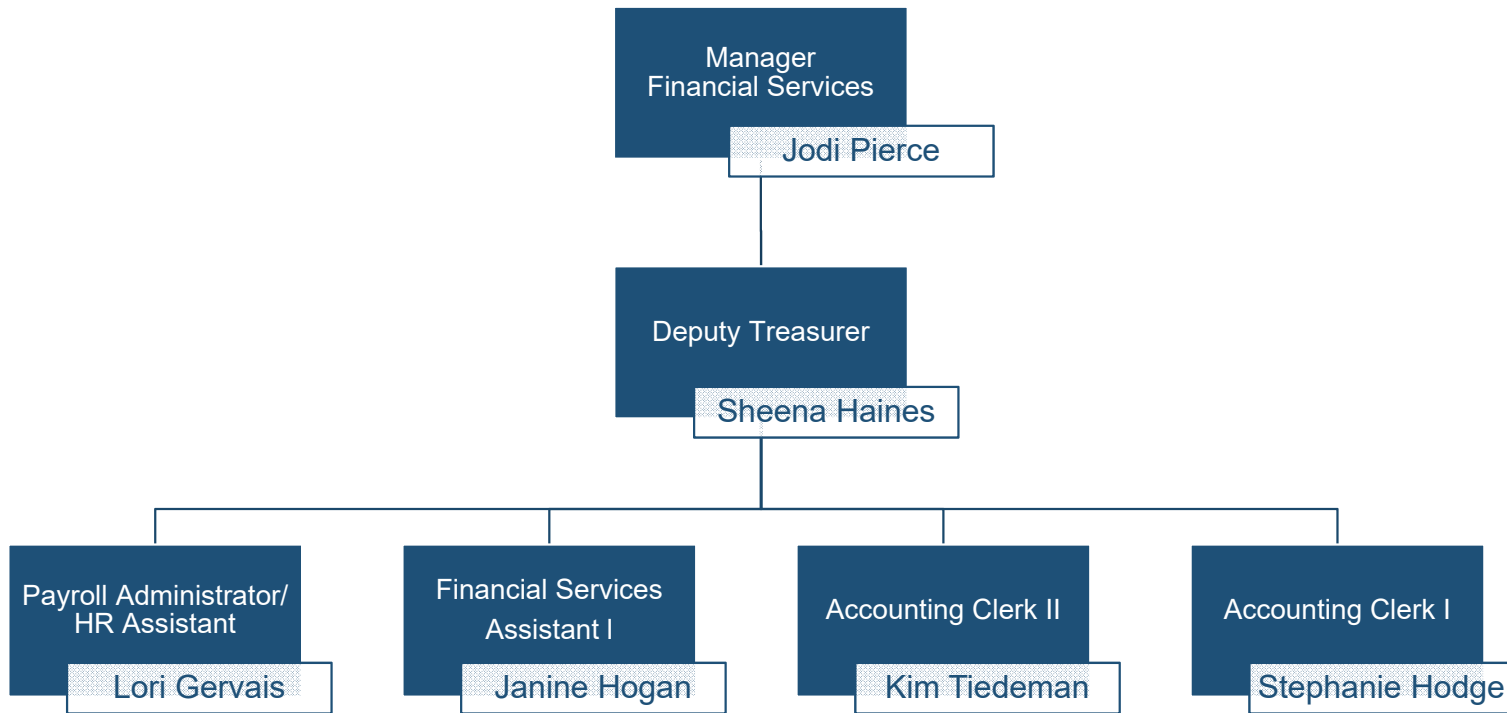 Manager
Financial Services
Jodi Pierce
Deputy Treasurer
Sheena Haines
Payroll Administrator/
HR Assistant
Lori Gervais
Financial Services
Assistant I
Janine Hogan
Accounting Clerk II
Kim Tiedeman
Accounting Clerk I
Stephanie Hodge